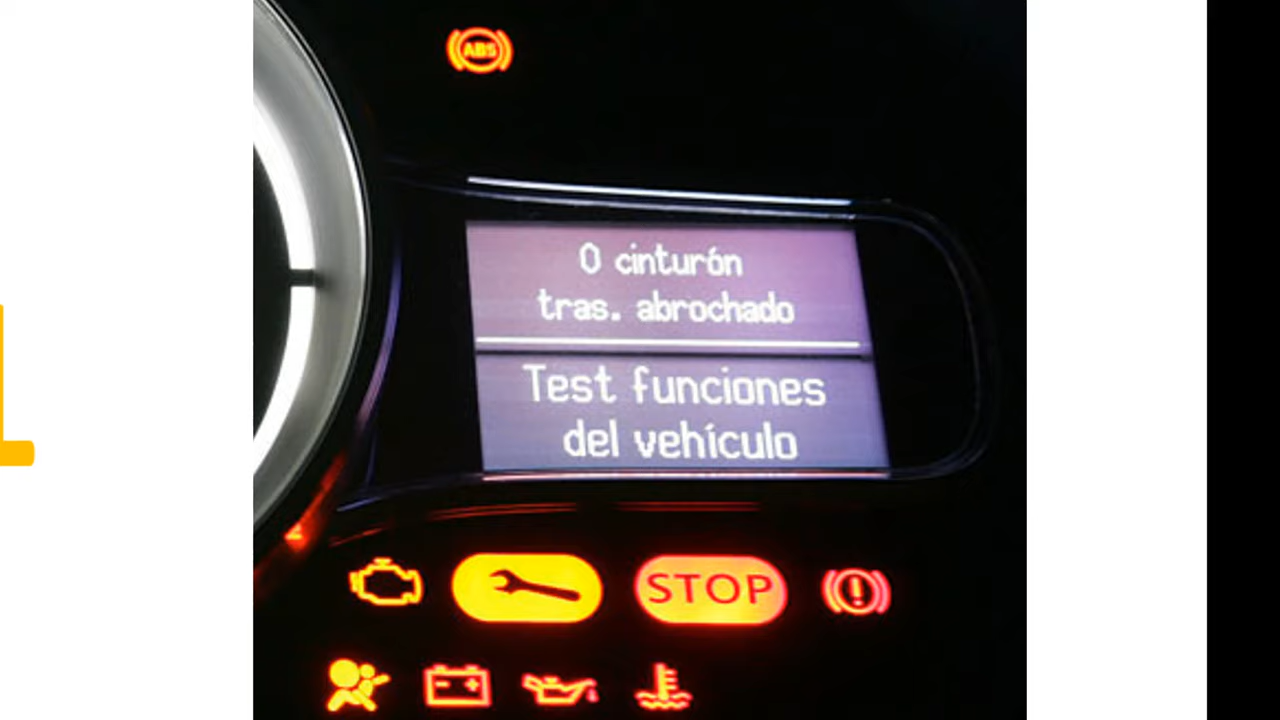 ABS
0 cinturón
tras. abrochado
Test funciones
del vehículo
STOP